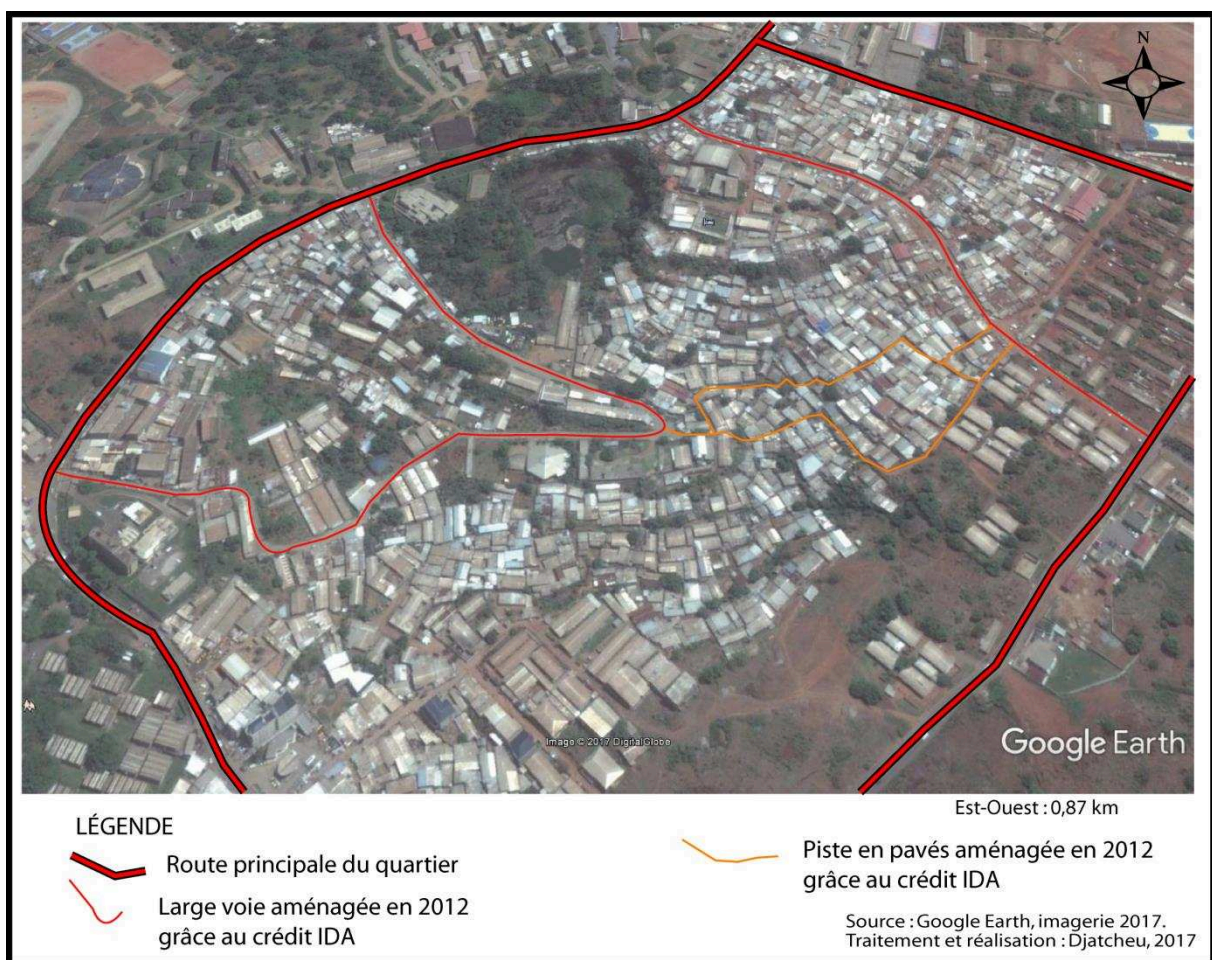 N
Image © 2017 DigitalGlobe
Google Earth
Est-Ouest : 0,87 km
LÉGENDE
Route principale du quartier
Large voie aménagée en 2012
grâce au crédit IDA
Piste en pavés aménagée en 2012
grâce au crédit IDA
Source : Google Earth, imagerie 2017.
Traitement et réalisation : Djatcheu, 2017